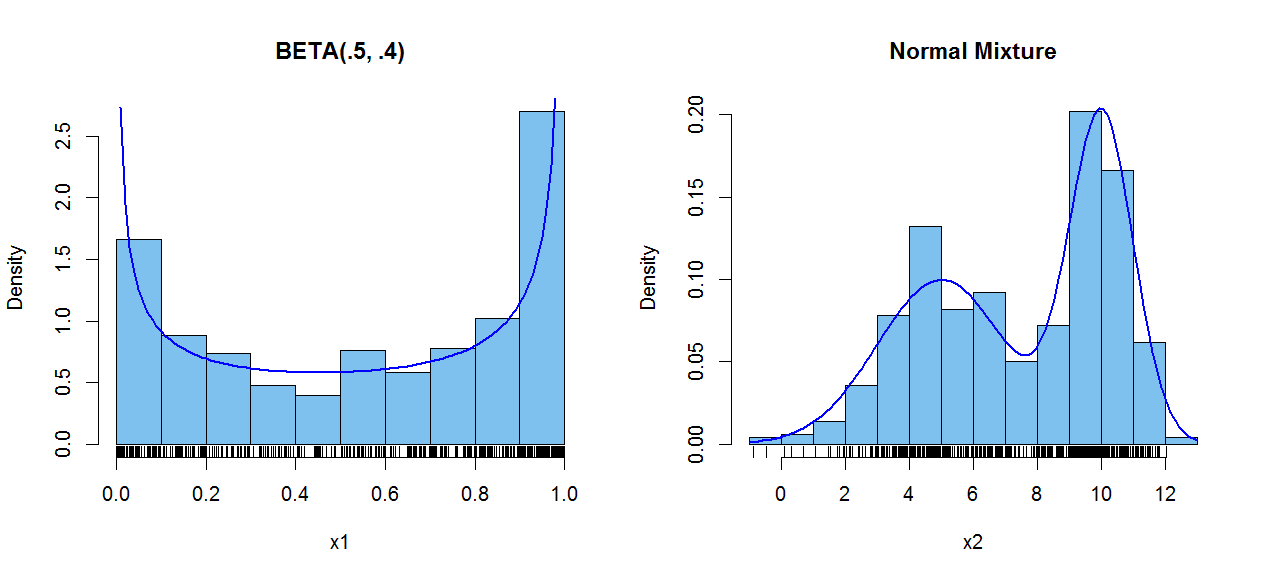 BETA(.5, .4)
Density
0.0 0.5 1.0 1.5 2.0 2.5
0.0 0.2 0.4 0.6 0.8 1.0
x1
Normal Mixture
Density
0.00 0.05 0.10 0.15 0.20
0 2 4 6 8 10 12
x2